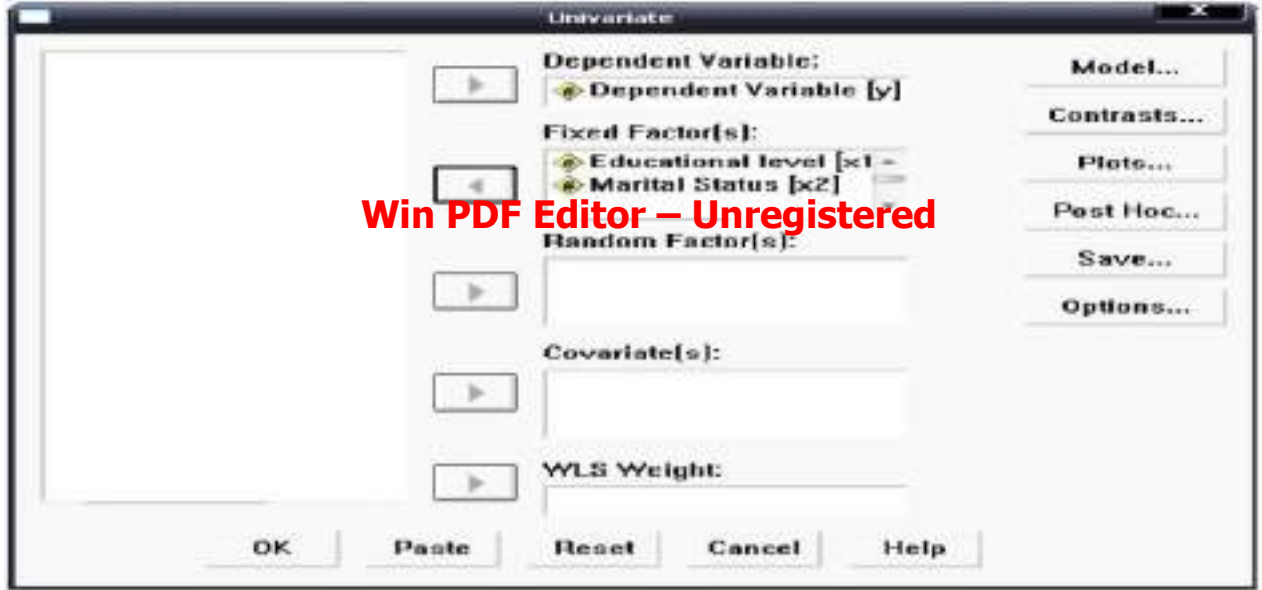 Univariate
Dependent Variable:
Dependent Variable [y]
Fixed Factor(s):
Educational level [x1
Marital Status [x2]
Win PDF Editor – Unregistered
Random Factor(s):
Covariate(s):
WLS Weight:
Model...
Contrasts...
Plots...
Post Hoc...
Save...
Options...
OK
Paste
Reset
Cancel
Help